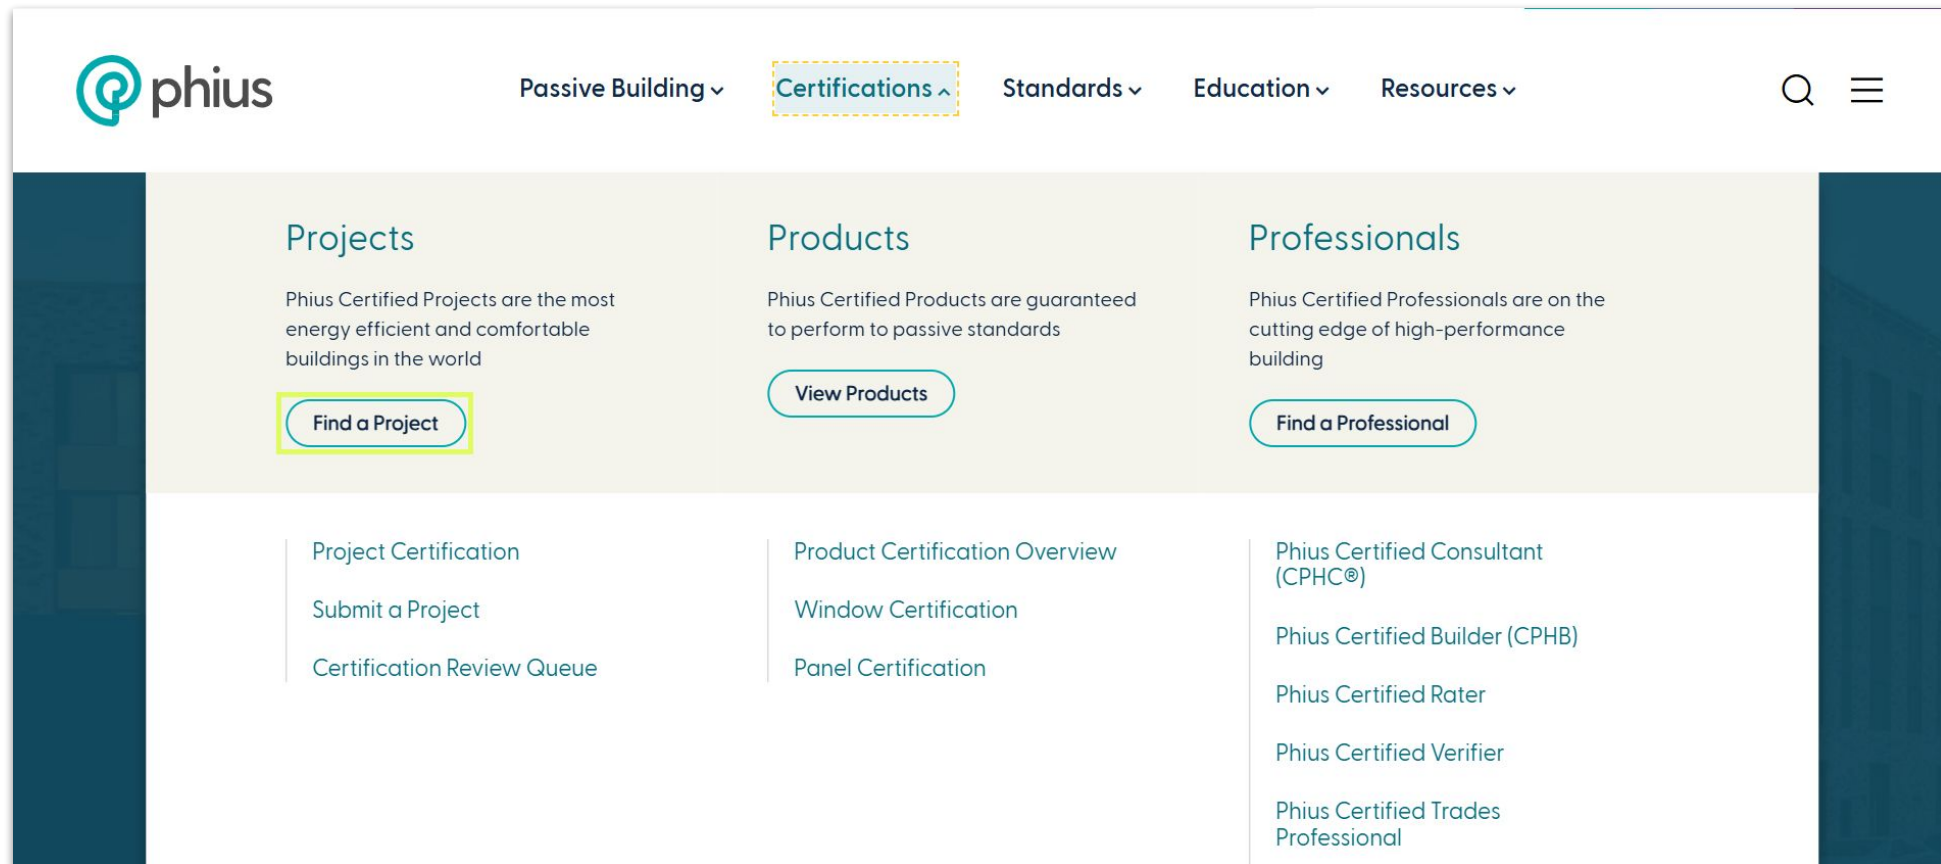 phius
Passive Building
Certifications
Standards
Education
Resources
Projects
Phius Certified Projects are the most
energy efficient and comfortable
buildings in the world
Find a Project
Products
Phius Certified Products are guaranteed
to perform to passive standards
View Products
Professionals
Phius Certified Professionals are on the
cutting edge of high-performance
building
Find a Professional
Project Certification
Submit a Project
Certification Review Queue
Product Certification Overview
Window Certification
Panel Certification
Phius Certified Consultant
(CPHC®)
Phius Certified Builder (CPHB)
Phius Certified Rater
Phius Certified Verifier
Phius Certified Trades
Professional